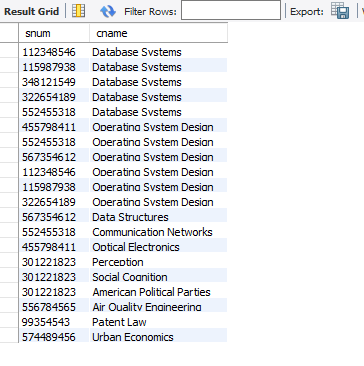 Result Grid Filter Rows: Export:
snum cname
112348546 Database Systems
115987938 Database Systems
348121549 Database Systems
322654189 Database Systems
552455318 Database Systems
455798411 Operating System Design
552455318 Operating System Design
567354612 Operating System Design
112348546 Operating System Design
115987938 Operating System Design
322654189 Operating System Design
567354612 Data Structures
552455318 Communication Networks
455798411 Optical Electronics
301221823 Perception
301221823 Social Cognition
301221823 American Political Parties
556784565 Air Quality Engineering
99354543 Patent Law
574489456 Urban Economics